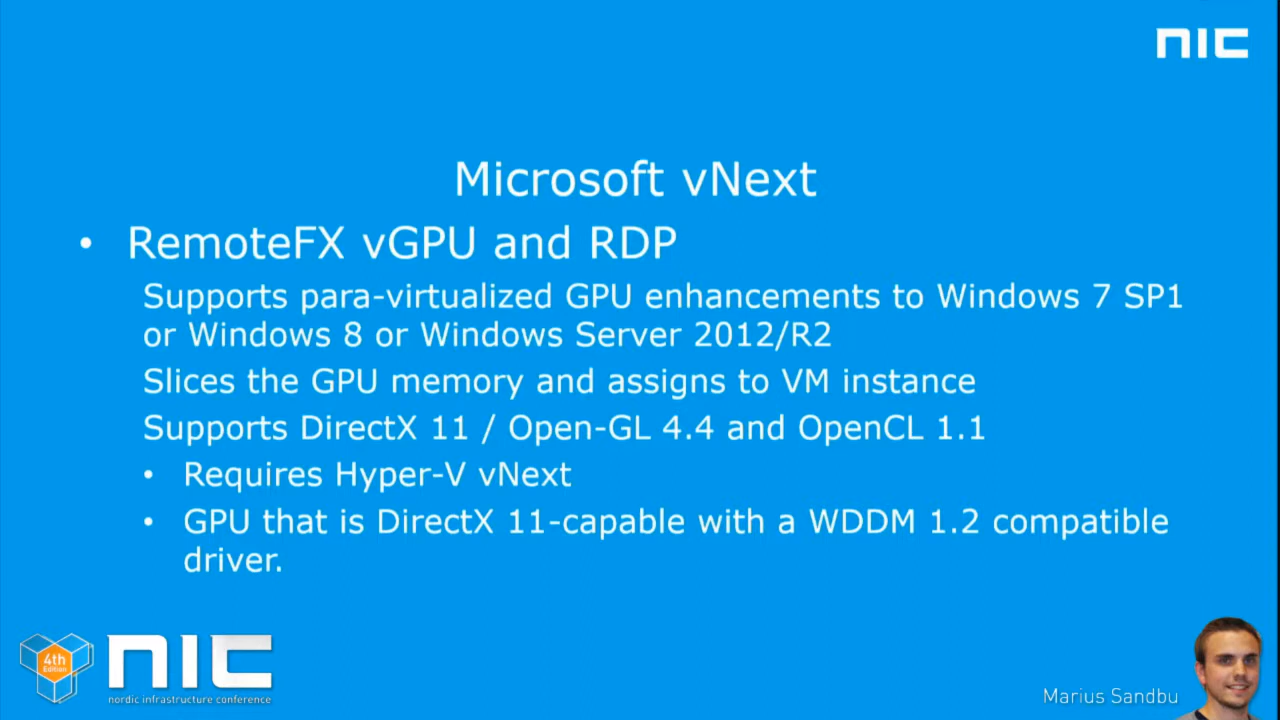 NIC
Microsoft vNext
• RemoteFX vGPU and RDP
Supports para-virtualized GPU enhancements to Windows 7 SP1
or Windows 8 or Windows Server 2012/R2
Slices the GPU memory and assigns to VM instance
Supports DirectX 11 / Open-GL 4.4 and OpenCL 1.1
• Requires Hyper-V vNext
• GPU that is DirectX 11-capable with a WDDM 1.2 compatible
driver.
4th
Edition
NIC
nordic infrastructure conference
Marius Sandbu